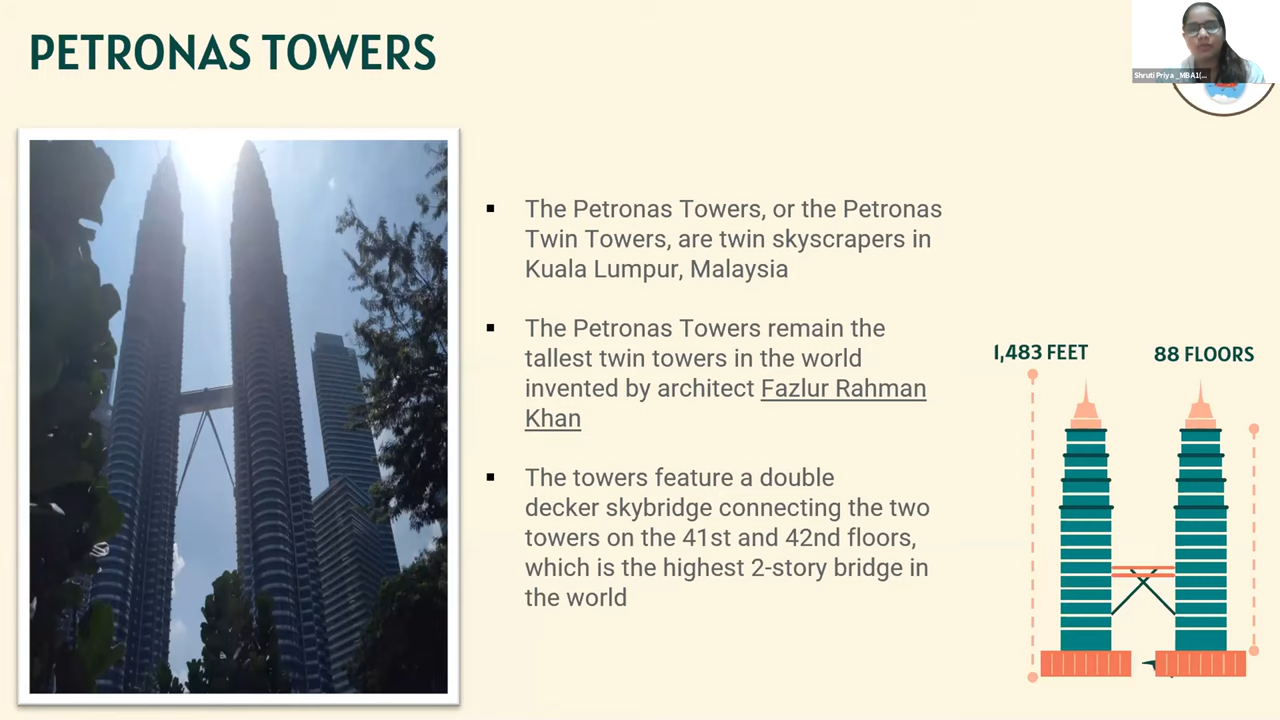 PETRONAS TOWERS
Shruti Priya _MBA1(...
The Petronas Towers, or the Petronas
Twin Towers, are twin skyscrapers in
Kuala Lumpur, Malaysia
The Petronas Towers remain the
tallest twin towers in the world
invented by architect Fazlur Rahman
Khan
The towers feature a double
decker skybridge connecting the two
towers on the 41st and 42nd floors,
which is the highest 2-story bridge in
the world
1,483 FEET
88 FLOORS